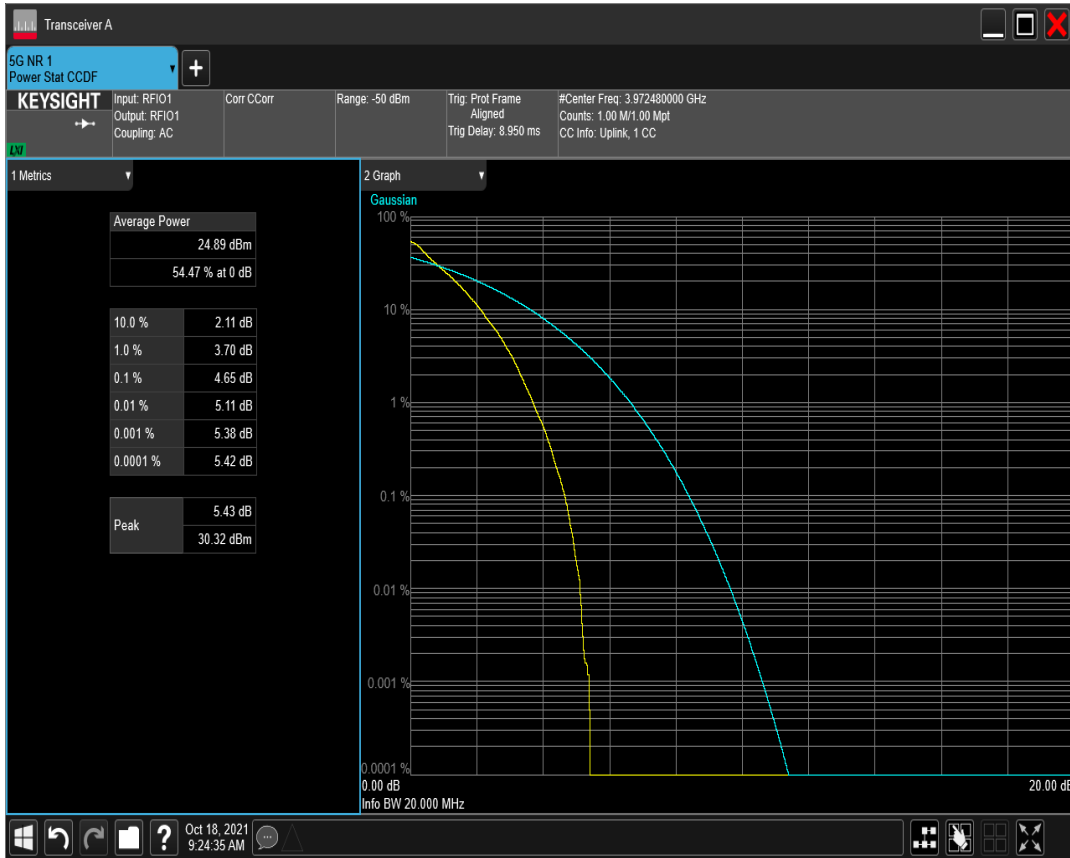 Transceiver A
5G NR 1
Power Stat CCDF
KEYSIGHT
LXI
Input: RFIO1
Output: RFIO1
Coupling: AC
Corr CCorr
Range: -50 dBm
Trig: Prot Frame
Aligned
Trig Delay: 8.950 ms
#Center Freq: 3.972480000 GHz
Counts: 1.00 M/1.00 Mpt
CC Info: Uplink, 1 CC
1 Metrics
Average Power
24.89 dBm
54.47 % at 0 dB
10.0 % 2.11 dB
1.0 % 3.70 dB
0.1 % 4.65 dB
0.01 % 5.11 dB
0.001 % 5.38 dB
0.0001 % 5.42 dB
Peak
5.43 dB
30.32 dBm
2 Graph
Gaussian
100 %
10 %
1 %
0.1 %
0.01 %
0.001 %
0.0001 %
0.00 dB 20.00 dB
Info BW 20.000 MHz
?
Oct 18, 2021
9:24:35 AM